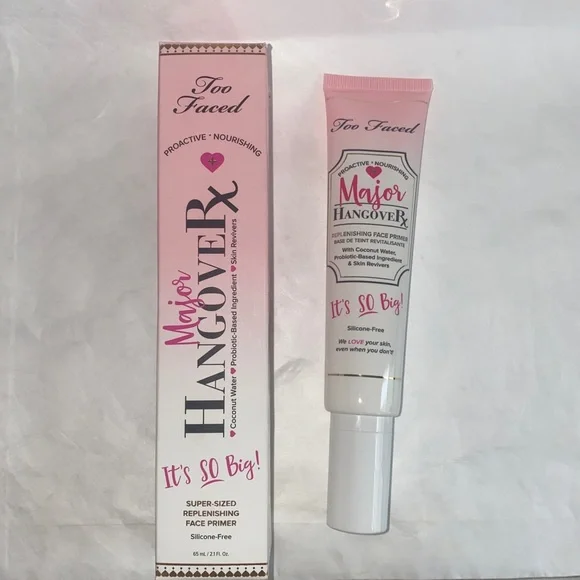 Too
Faced
PROACTIVE * NOURISHING
Major
HANGOVERx
Coconut Water ♥ Probiotic-Based Ingredient ♥ Skin Revivers
It's SO Big!
SUPER-SIZED
REPLENISHING
FACE PRIMER
Silicone-Free
65 mL / 2.1 Fl. Oz.
Too Faced
PROACTIVE * NOURISHING
Major
HANGOVERx
REPLENISHING FACE PRIMER
BASE DE TEINT REVITALISANTE
With Coconut Water,
Probiotic-Based Ingredient
& Skin Revivers
It's SO Big!
Silicone-Free
We LOVE your skin,
even when you don't